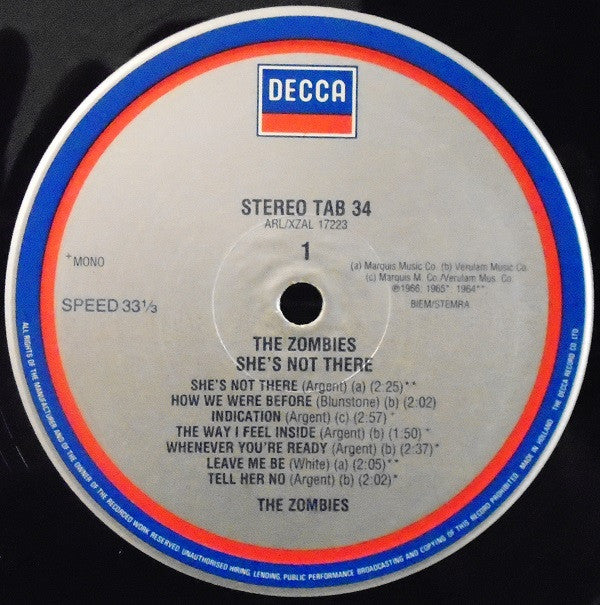 DECCA
STEREO TAB 34
ARL/XZAL 17223
1
+MONO
SPEED 33⅓
(a) Marquis Music Co. (b) Verulam Music Co.
(c) Marquis M. Co./Verulam Mus. Co.
℗1966, 1965* 1964**
BIEM/STEMRA
THE ZOMBIES
SHE'S NOT THERE
SHE'S NOT THERE (Argent) (a) (2:25)**
HOW WE WERE BEFORE (Blunstone) (b) (2:02)
INDICATION (Argent) (c) (2:57)+
THE WAY I FEEL INSIDE (Argent) (b) (1:50)*
WHENEVER YOU'RE READY (Argent) (b) (2:37)*
LEAVE ME BE (White) (a) (2:05)**
TELL HER NO (Argent) (b) (2:02)*
THE ZOMBIES
ALL RIGHTS OF THE MANUFACTURER AND OF THE OWNER OF THE RECORDED WORK RESERVED. UNAUTHORISED HIRING, LENDING, PUBLIC PERFORMANCE BROADCASTING AND COPYING OF THIS RECORD PROHIBITED. MADE IN HOLLAND
THE DECCA RECORD CO. LTD.